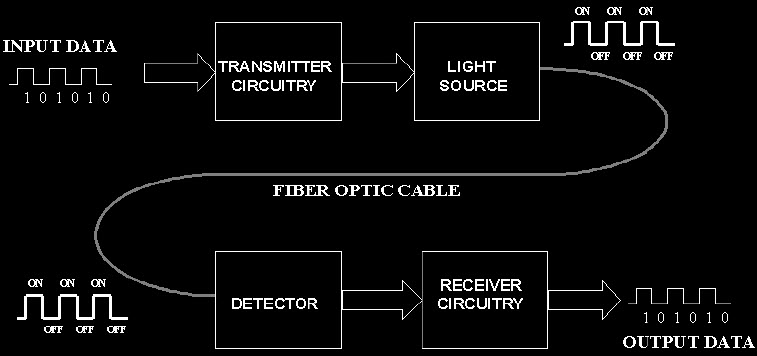 ON ON ON
OFF OFF OFF
INPUT DATA
1 0 1 0 1 0
TRANSMITTER
CIRCUITRY
LIGHT
SOURCE
FIBER OPTIC CABLE
ON ON ON
OFF OFF OFF
DETECTOR
RECEIVER
CIRCUITRY
1 0 1 0 1 0
OUTPUT DATA